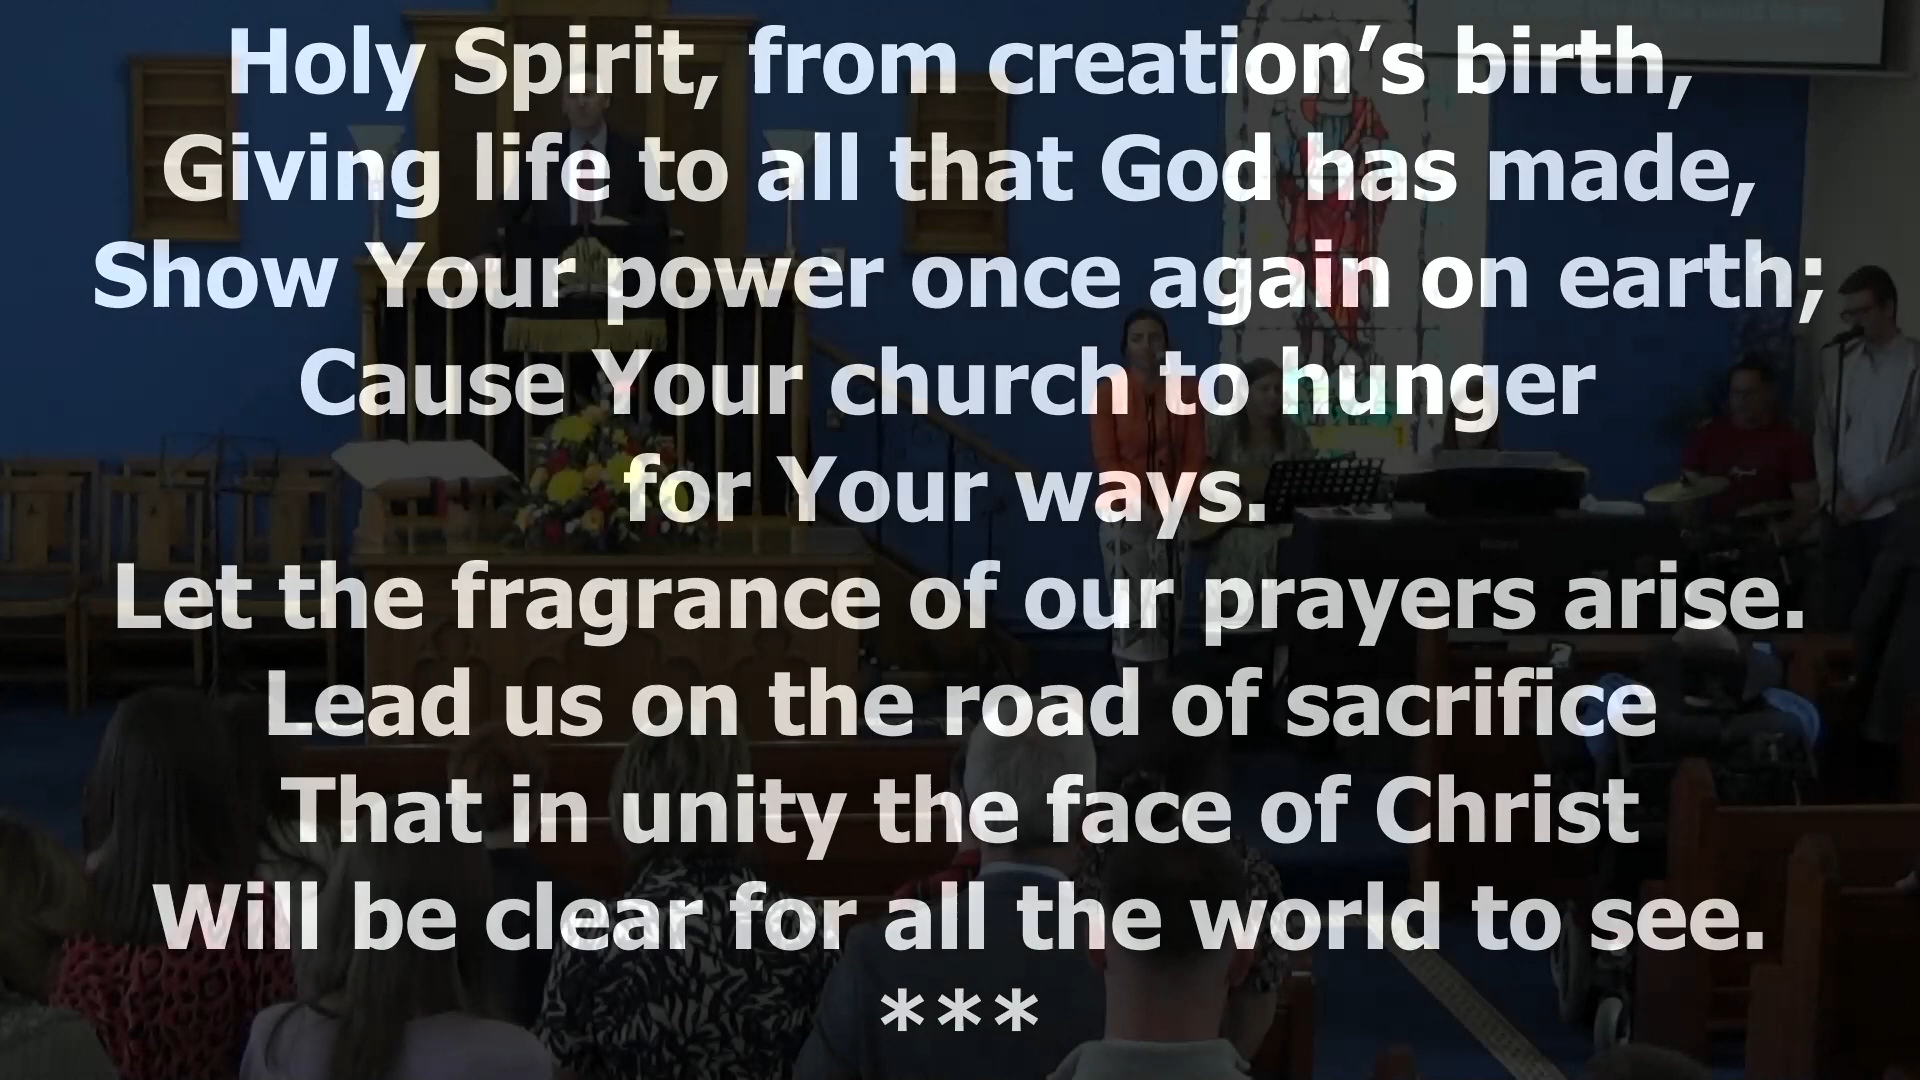 Holy Spirit, from creation’s birth,
Giving life to all that God has made,
Show Your power once again on earth;
Cause Your church to hunger
for Your ways.
Let the fragrance of our prayers arise.
Lead us on the road of sacrifice
That in unity the face of Christ
Will be clear for all the world to see.
***